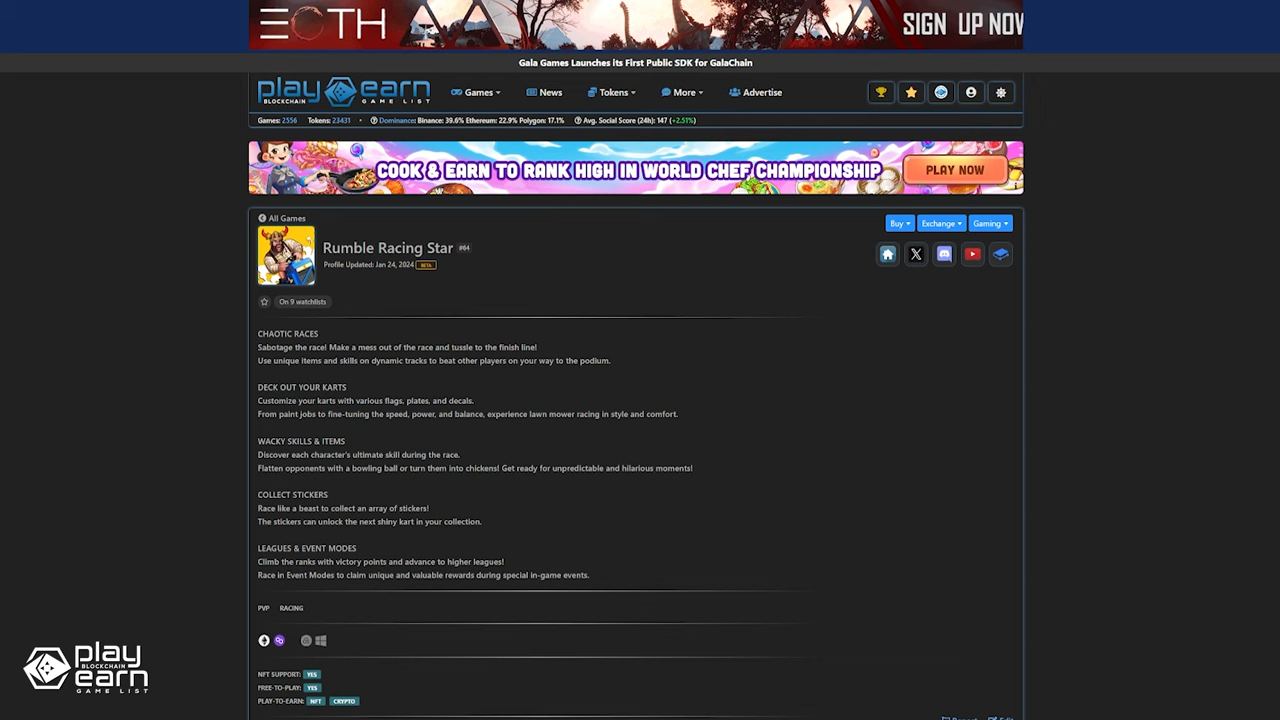 EOTH
SIGN UP NOW
Gala Games Launches its First Public SDK for GalaChain
play earn
BLOCKCHAIN GAME LIST
Games
News
Tokens
More
Advertise
Games: 2556 Tokens: 23431 • Dominance: Binance: 39.6% Ethereum: 22.9% Polygon: 17.1% Avg. Social Score (24h): 147 (+2.51%)
COOK & EARN TO RANK HIGH IN WORLD CHEF CHAMPIONSHIP
PLAY NOW
All Games
Buy
Exchange
Gaming
Rumble Racing Star #64
Profile Updated: Jan 24, 2024 BETA
On 9 watchlists
CHAOTIC RACES
Sabotage the race! Make a mess out of the race and tussle to the finish line!
Use unique items and skills on dynamic tracks to beat other players on your way to the podium.
DECK OUT YOUR KARTS
Customize your karts with various flags, plates, and decals.
From paint jobs to fine-tuning the speed, power, and balance, experience lawn mower racing in style and comfort.
WACKY SKILLS & ITEMS
Discover each character's ultimate skill during the race.
Flatten opponents with a bowling ball or turn them into chickens! Get ready for unpredictable and hilarious moments!
COLLECT STICKERS
Race like a beast to collect an array of stickers!
The stickers can unlock the next shiny kart in your collection.
LEAGUES & EVENT MODES
Climb the ranks with victory points and advance to higher leagues!
Race in Event Modes to claim unique and valuable rewards during special in-game events.
PVP RACING
NFT SUPPORT: YES
FREE-TO-PLAY: YES
PLAY-TO-EARN: NFT CRYPTO
play
BLOCKCHAIN
earn
GAME LIST